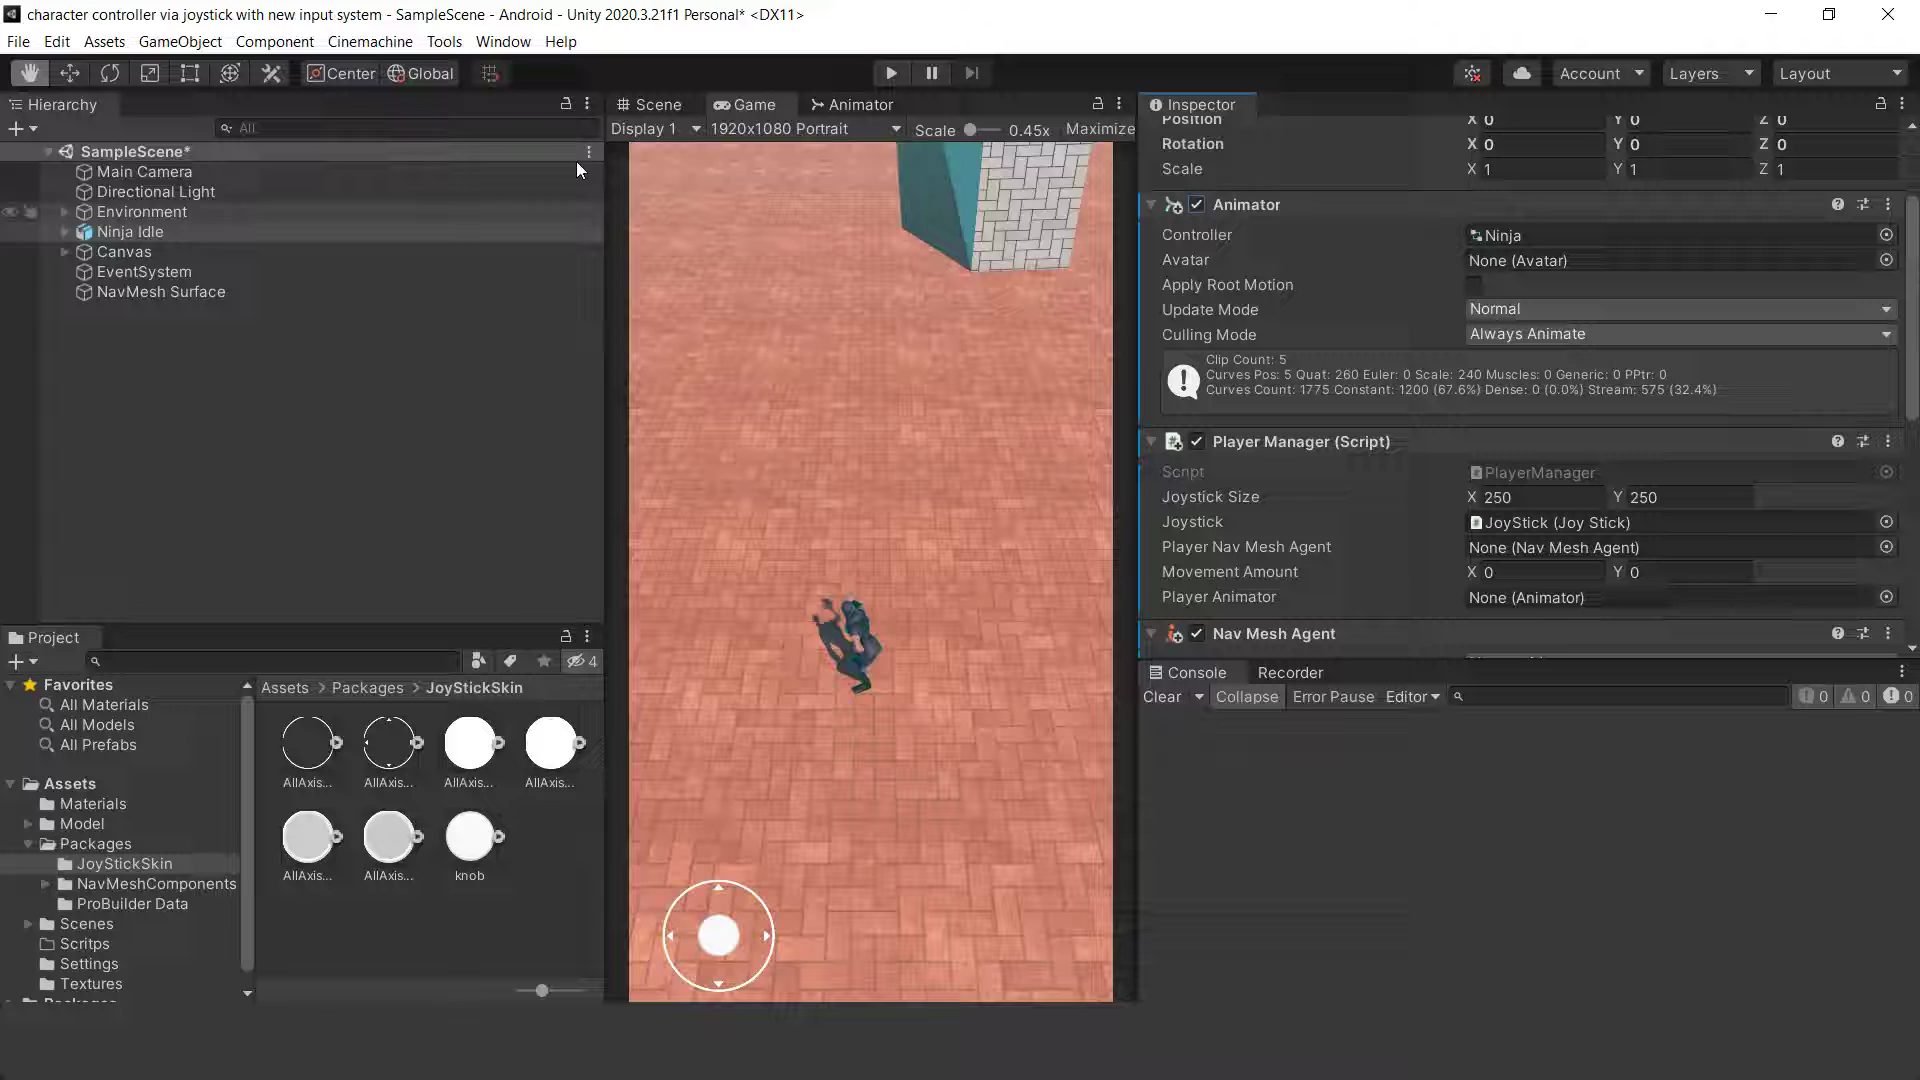 character controller via joystick with new input system - SampleScene - Android - Unity 2020.3.21f1 Personal* <DX11>
File Edit Assets GameObject Component Cinemachine Tools Window Help
Center Global Account Layers Layout
Hierarchy
All
SampleScene*
Main Camera
Directional Light
Environment
Ninja Idle
Canvas
EventSystem
NavMesh Surface
Scene Game Animator
Display 1 1920x1080 Portrait Scale 0.45x Maximize
Inspector
Position X 0 Y 0 Z 0
Rotation X 0 Y 0 Z 0
Scale X 1 Y 1 Z 1
Animator
Controller Ninja
Avatar None (Avatar)
Apply Root Motion
Update Mode Normal
Culling Mode Always Animate
Clip Count: 5
Curves Pos: 5 Quat: 260 Euler: 0 Scale: 240 Muscles: 0 Generic: 0 PPtr: 0
Curves Count: 1775 Constant: 1200 (67.6%) Dense: 0 (0.0%) Stream: 575 (32.4%)
Player Manager (Script)
Script PlayerManager
Joystick Size X 250 Y 250
Joystick JoyStick (Joy Stick)
Player Nav Mesh Agent None (Nav Mesh Agent)
Movement Amount X 0 Y 0
Player Animator None (Animator)
Nav Mesh Agent
Project
4
Favorites
All Materials
All Models
All Prefabs
Assets
Materials
Model
Packages
JoyStickSkin
NavMeshComponents
ProBuilder Data
Scenes
Scritps
Settings
Textures
Assets > Packages > JoyStickSkin
AllAxis... AllAxis... AllAxis... AllAxis...
AllAxis... AllAxis... knob
Console Recorder
Clear Collapse Error Pause Editor 0 0 0